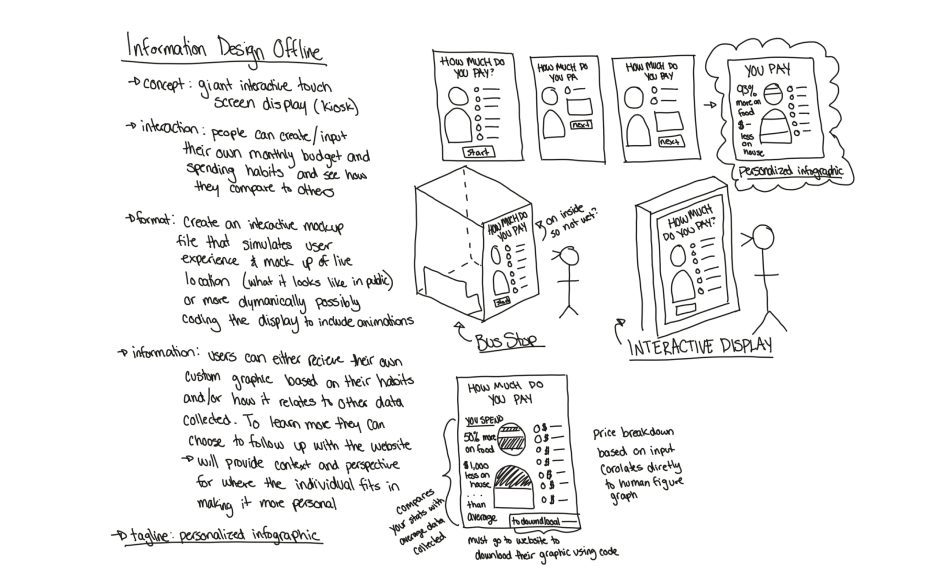 Information Design Offline
→ concept: giant interactive touch
screen display (kiosk)
→ interaction: people can create/input
their own monthly budget and
spending habits and see how
they compare to others
→ format: Create an interactive mockup
file that simulates user
experience & mock up of live
location (what it looks like in public)
or more dymanically possibly
coding the display to include animations
→ information: users can either recieve their own
custom graphic based on their habits
and/or how it relates to other data
collected. To learn more they can
choose to follow up with the website
→ will provide context and perspective
for where the individual fits in
making it more personal
→ tagline: personalized infographic
HOW MUCH DO
YOU PAY?
start
HOW MUCH DO
YOU PA
next
HOW MUCH DO
YOU PAY
next
YOU PAY
93%
more on
food
$ –
less
on
house
personalized infographic
HOW MUCH DO
YOU PAY
start
on inside
so not wet?
Bus Stop
HOW MUCH
DO YOU PAY?
INTERACTIVE DISPLAY
HOW MUCH DO
YOU PAY
YOU SPEND
50% more
on food
$1,000
less on
house
...
than
average
$
$
$
$
$
$
$
to download go to
compares
your stats with
average data
collected
must go to website to
download their graphic using code
Price breakdown
based on input
corolates directly
to human figure
graph